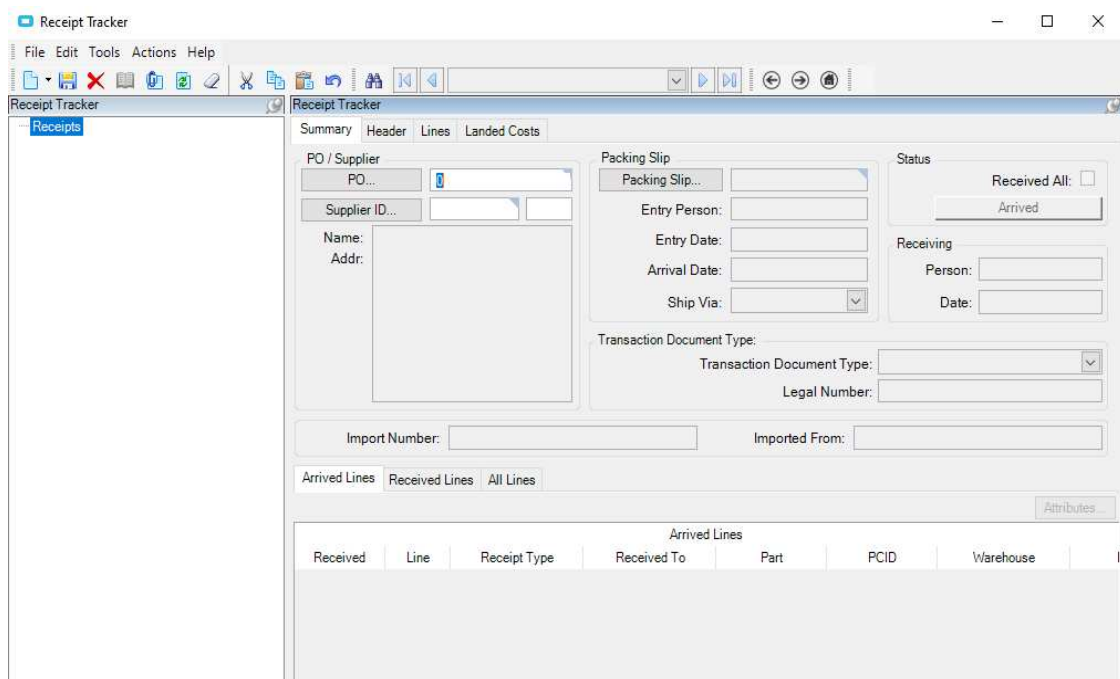 Receipt Tracker
File Edit Tools Actions Help
Receipt Tracker
Receipts
Receipt Tracker
Summary Header Lines Landed Costs
PO / Supplier
PO... 0
Supplier ID...
Name:
Addr:
Packing Slip
Packing Slip...
Entry Person:
Entry Date:
Arrival Date:
Ship Via:
Status
Received All:
Arrived
Receiving
Person:
Date:
Transaction Document Type:
Transaction Document Type:
Legal Number:
Import Number: Imported From:
Arrived Lines Received Lines All Lines
Attributes...
Arrived Lines
Received Line Receipt Type Received To Part PCID Warehouse